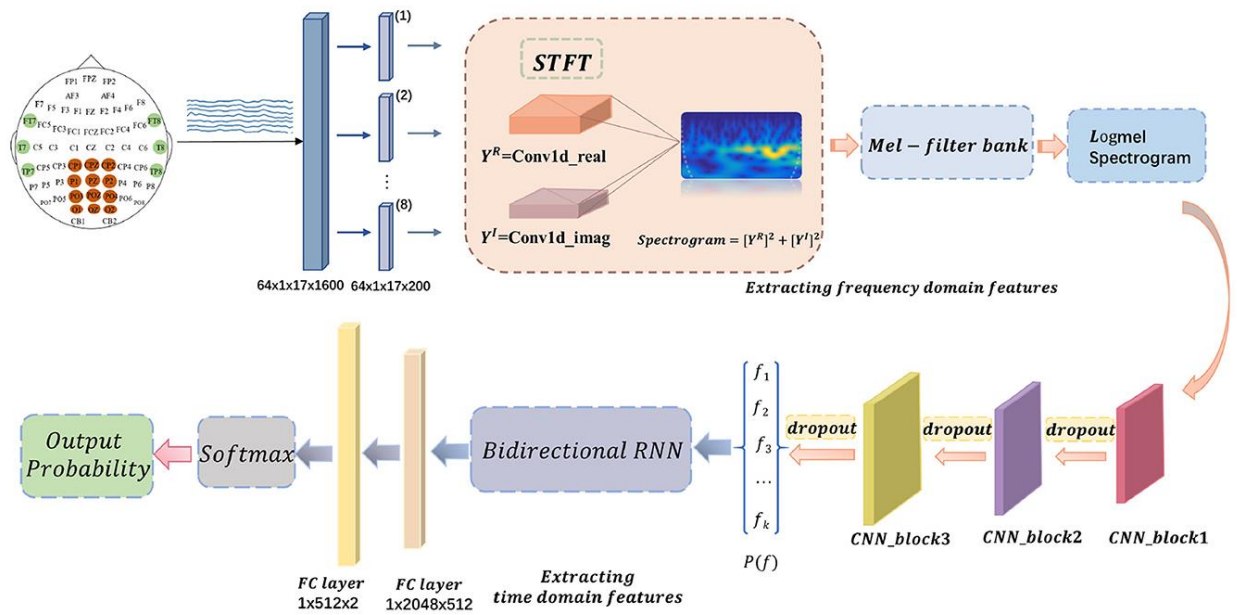 FP1 FPZ FP2
AF3 AF4
F7 F5 F3 F1 FZ F2 F4 F6 F8
FT7 FC5 FC3 FC1 FCZ FC2 FC4 FC6 FT8
T7 C5 C3 C1 CZ C2 C4 C6 T8
TP7 CP5 CP3 CP1 CPZ CP2 CP4 CP6 TP8
P7 P5 P3 P1 PZ P2 P4 P6 P8
PO7 PO5 PO3 POZ PO4 PO6 PO8
O1 OZ O2
CB1 CB2
(1)
(2)
⋮
(8)
64x1x17x1600
64x1x17x200
STFT
Y^R=Conv1d_real
Y^I=Conv1d_imag
Spectrogram = [Y^R]^2 + [Y^I]^2
Mel − filter bank
Logmel
Spectrogram
Extracting frequency domain features
Output
Probability
Softmax
FC layer
1x512x2
FC layer
1x2048x512
Bidirectional RNN
Extracting
time domain features
f_1
f_2
f_3
...
f_k
P(f)
dropout
dropout
dropout
CNN_block3
CNN_block2
CNN_block1